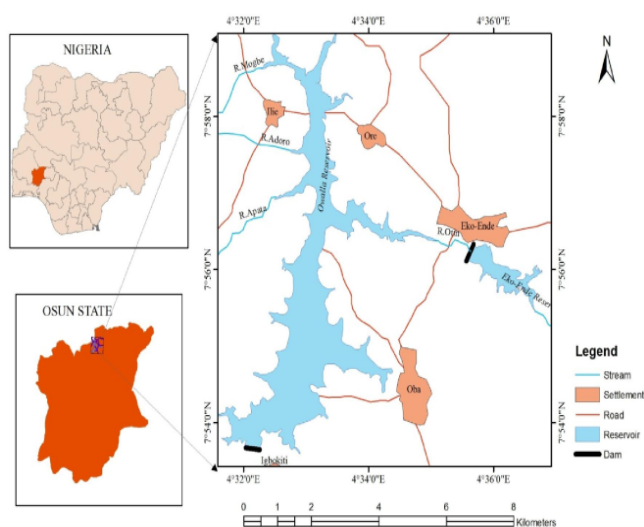 NIGERIA
OSUN STATE
4°32'0"E
4°34'0"E
4°36'0"E
N
7°58'0"N
7°56'0"N
7°54'0"N
R.Mogbe
Ilie
Ore
R.Adoro
Otailla Reservoir
R.Apata
Eko-Ende
R.Otin
Eko-Ende Reser
Oba
Igbokiti
7°58'0"N
7°56'0"N
7°54'0"N
4°32'0"E
4°34'0"E
4°36'0"E
Legend
Stream
Settlement
Road
Reservoir
Dam
0 1 2 4 6 8
Kilometers